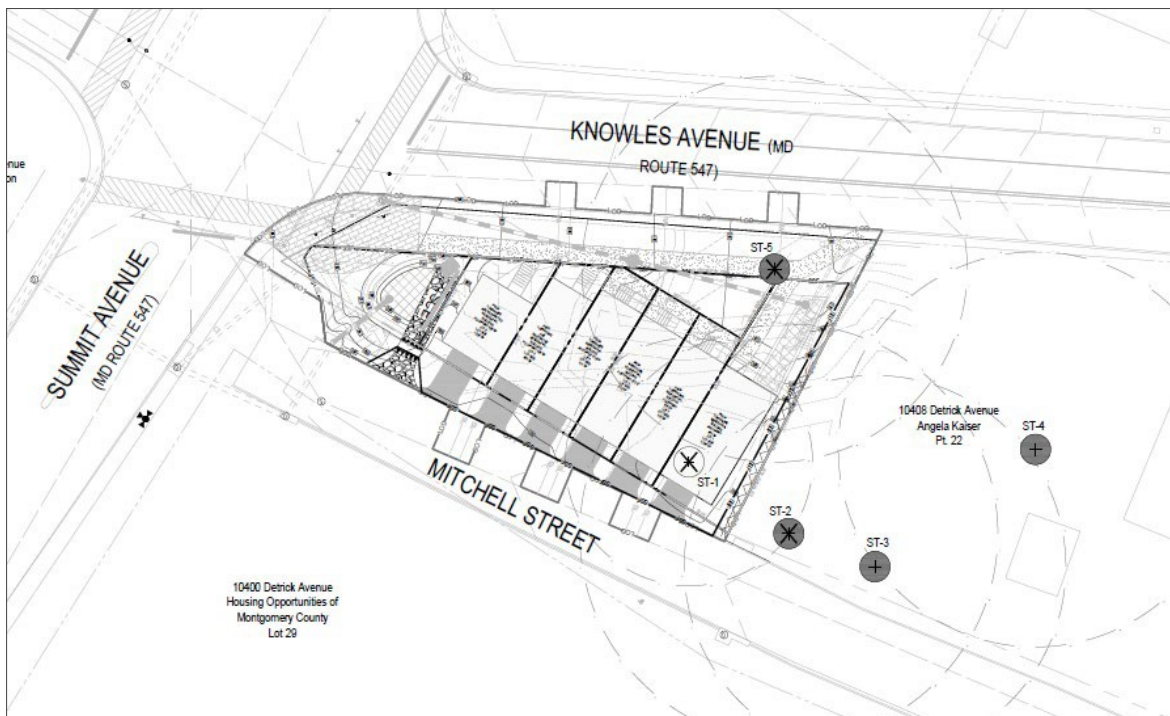 KNOWLES AVENUE (MD
ROUTE 547)
enue
on
ST-5
SUMMIT AVENUE
(MD ROUTE 547)
10408 Detrick Avenue
Angela Kaiser
Pt. 22
ST-4
ST-1
MITCHELL STREET
ST-2
ST-3
10400 Detrick Avenue
Housing Opportunities of
Montgomery County
Lot 29